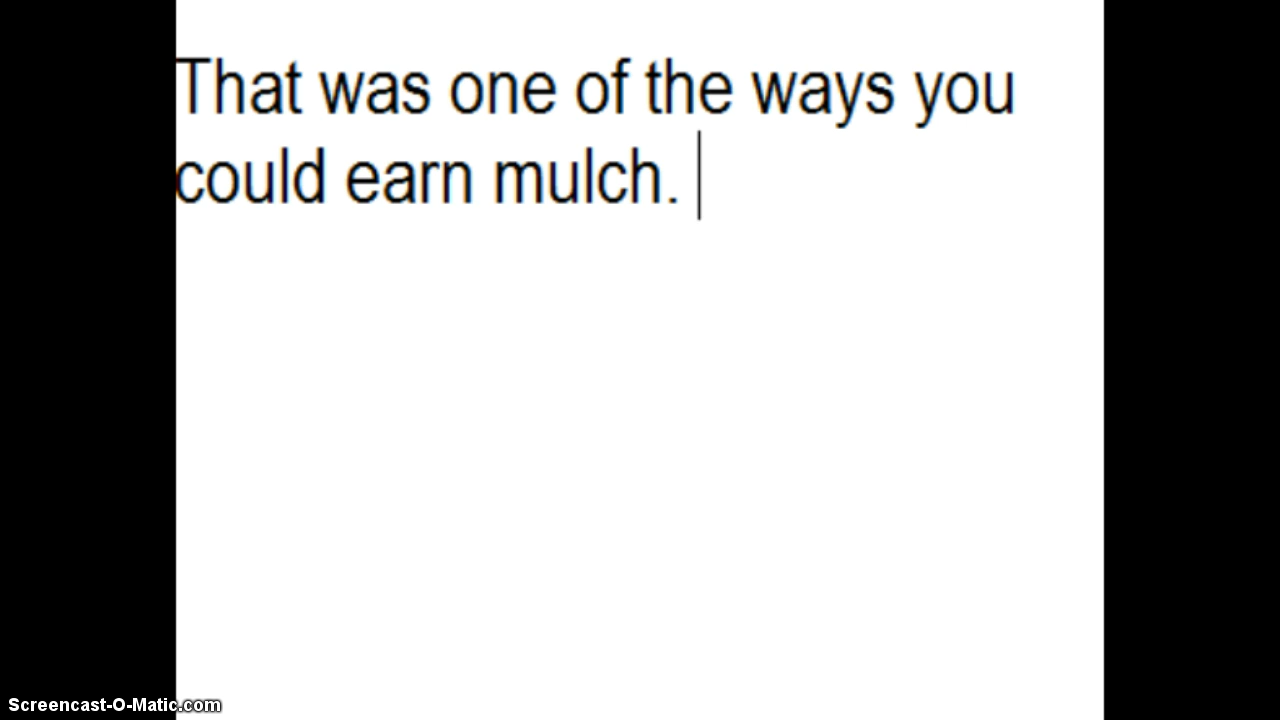 That was one of the ways you
could earn mulch.
Screencast-O-Matic.com